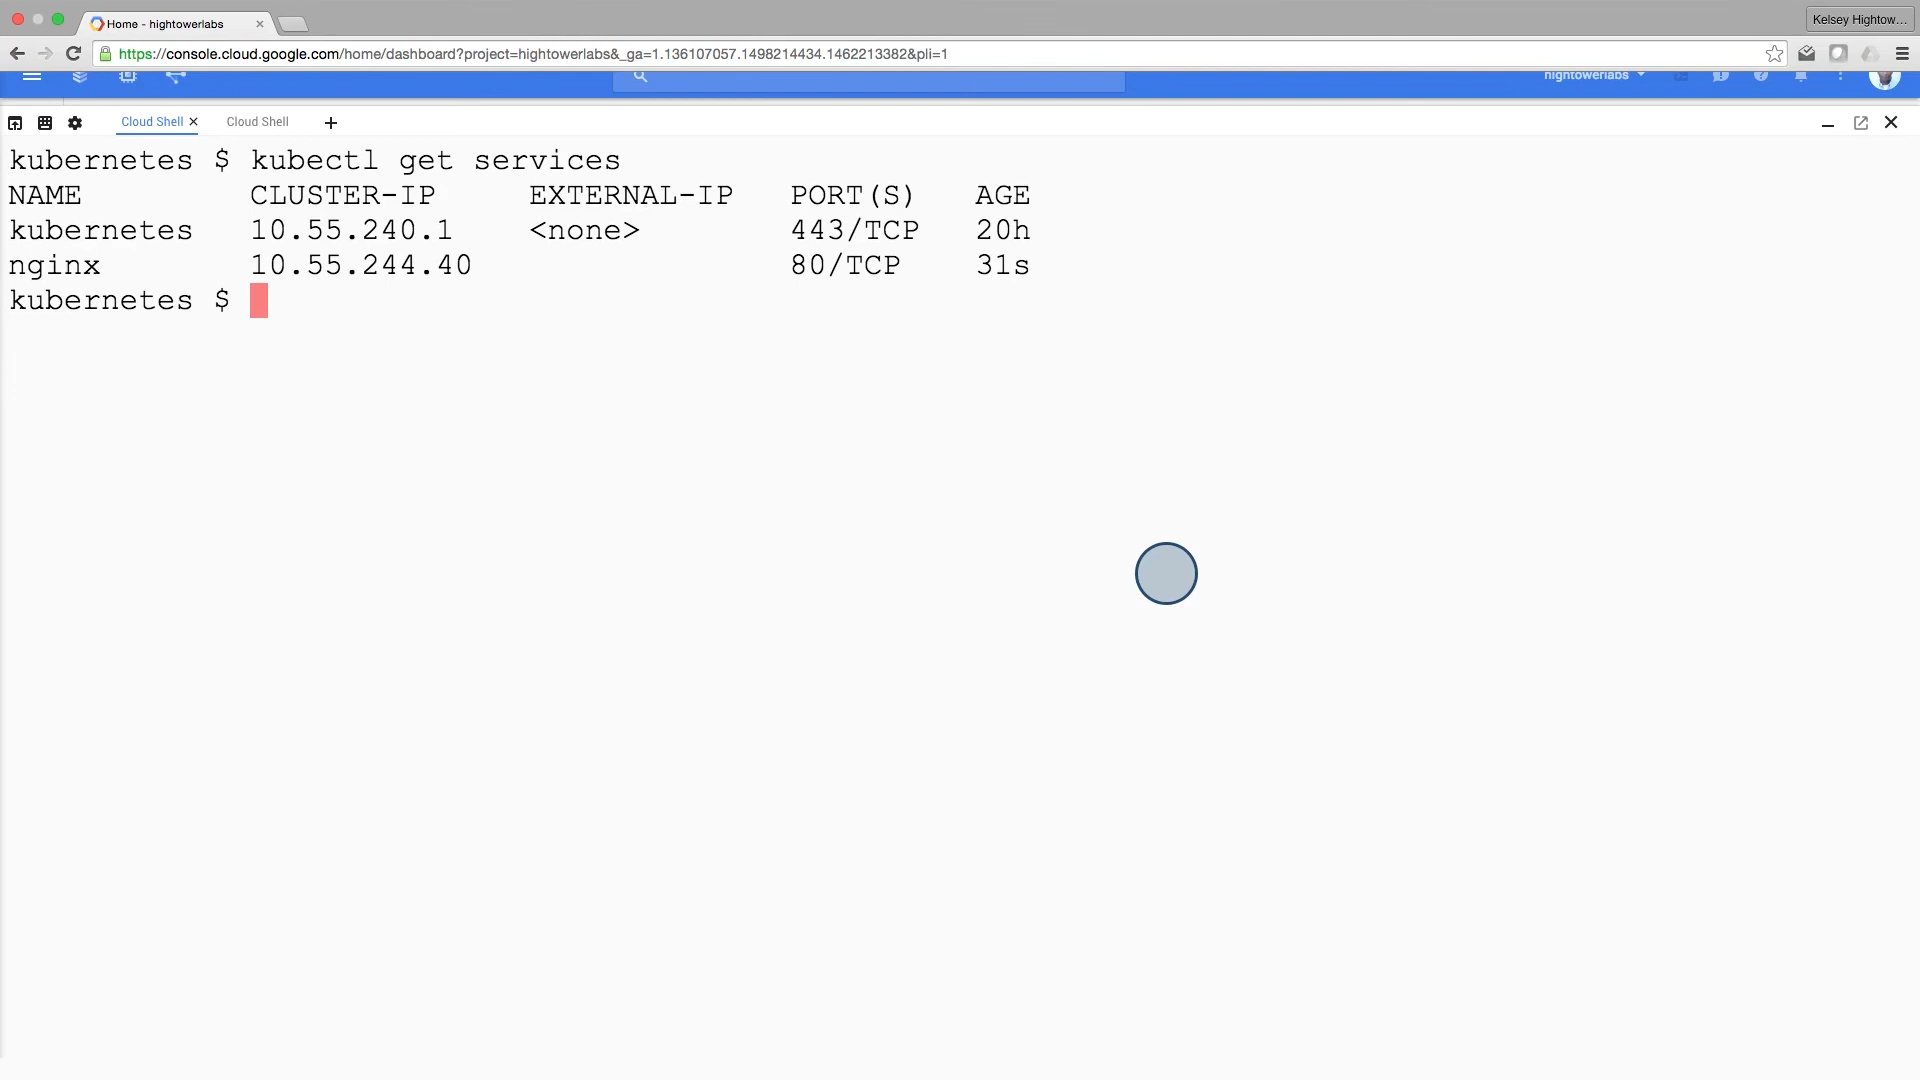 Home - hightowerlabs
Kelsey Hightow...
https://console.cloud.google.com/home/dashboard?project=hightowerlabs&_ga=1.136107057.1498214434.1462213382&pli=1
hightowerlabs
Cloud Shell Cloud Shell
kubernetes $ kubectl get services
NAME CLUSTER-IP EXTERNAL-IP PORT(S) AGE
kubernetes 10.55.240.1 <none> 443/TCP 20h
nginx 10.55.244.40 80/TCP 31s
kubernetes $